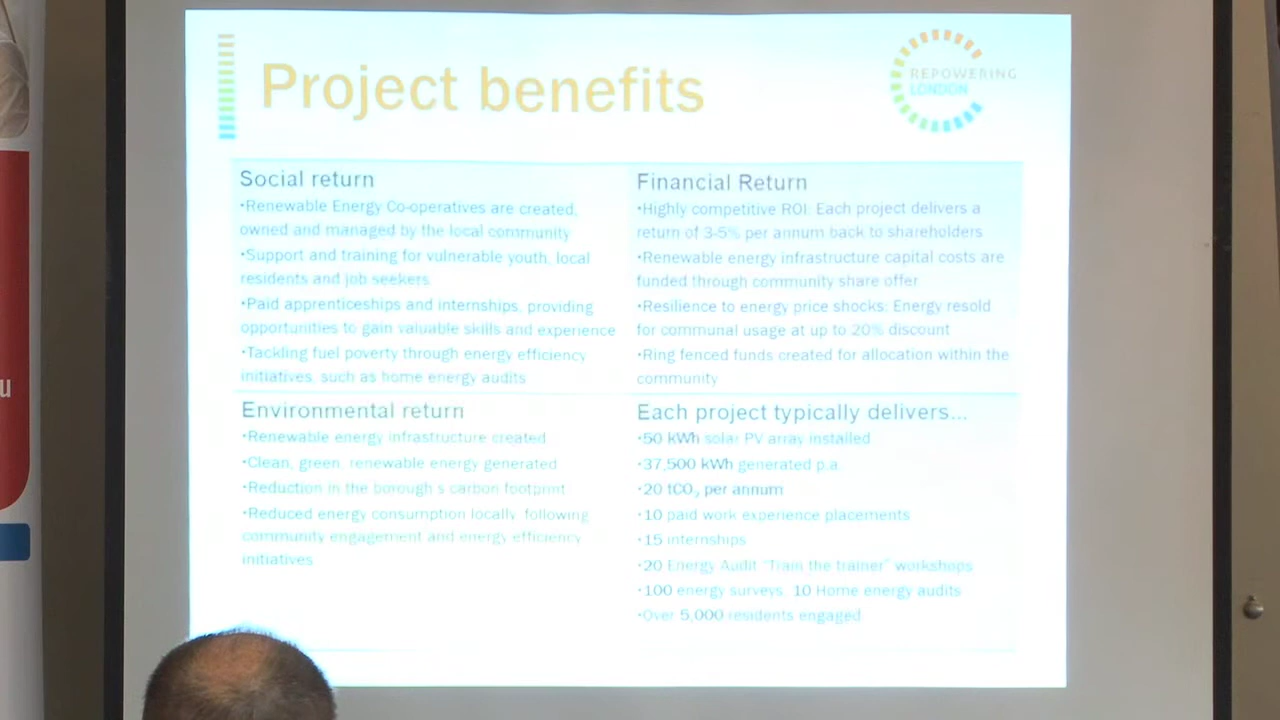 Project benefits
REPOWERING
LONDON
Social return
•Renewable Energy Co-operatives are created,
owned and managed by the local community
•Support and training for vulnerable youth, local
residents and job seekers
•Paid apprenticeships and internships, providing
opportunities to gain valuable skills and experience
•Tackling fuel poverty through energy efficiency
initiatives, such as home energy audits
Financial Return
•Highly competitive ROI: Each project delivers a
return of 3-5% per annum back to shareholders
•Renewable energy infrastructure capital costs are
funded through community share offer
•Resilience to energy price shocks: Energy resold
for communal usage at up to 20% discount
•Ring fenced funds created for allocation within the
community
Environmental return
•Renewable energy infrastructure created
•Clean, green, renewable energy generated
•Reduction in the borough's carbon footprint
•Reduced energy consumption locally, following
community engagement and energy efficiency
initiatives
Each project typically delivers...
•50 kWh solar PV array installed
•37,500 kWh generated p.a.
•20 tCO₂ per annum
•10 paid work experience placements
•15 internships
•20 Energy Audit "Train the trainer" workshops
•100 energy surveys, 10 Home energy audits
•Over 5,000 residents engaged
u